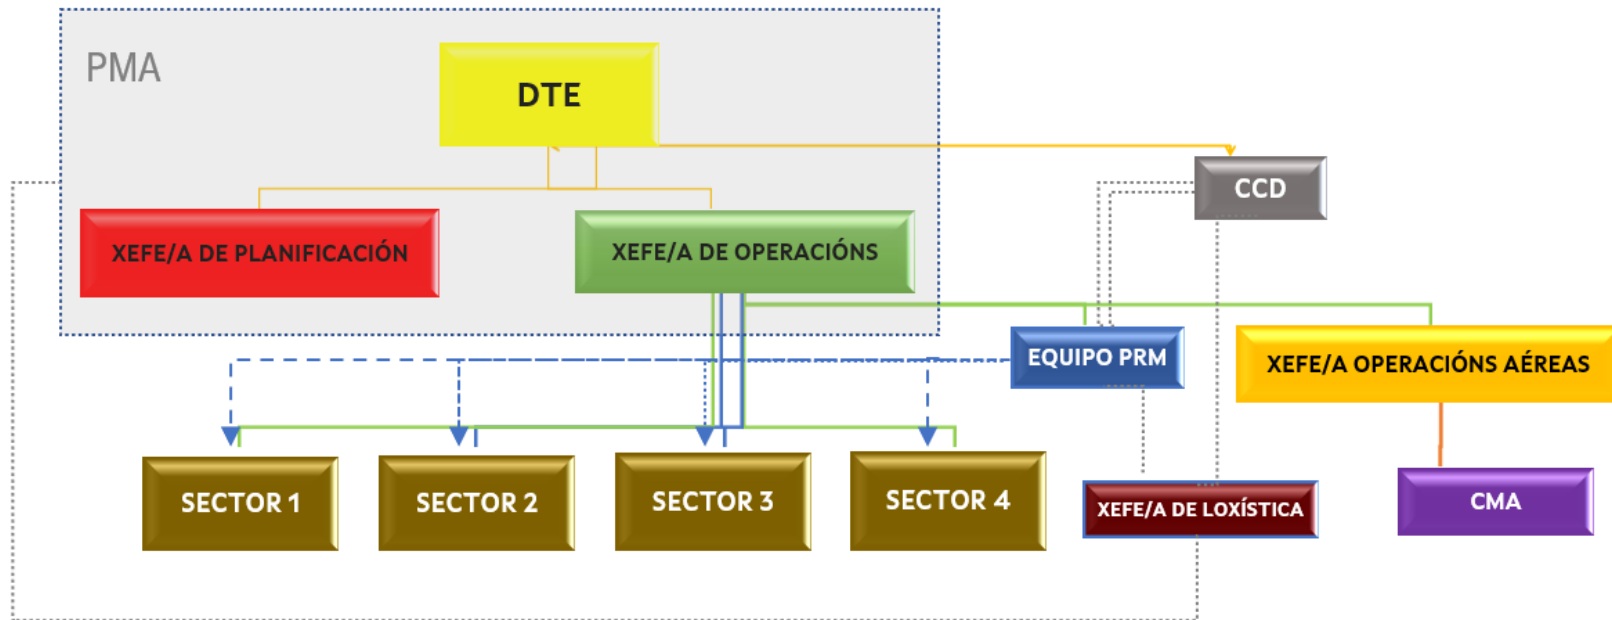 PMA
DTE
CCD
XEFE/A DE PLANIFICACIÓN
XEFE/A DE OPERACIÓNS
EQUIPO PRM
XEFE/A OPERACIÓNS AÉREAS
SECTOR 1
SECTOR 2
SECTOR 3
SECTOR 4
XEFE/A DE LOXÍSTICA
CMA